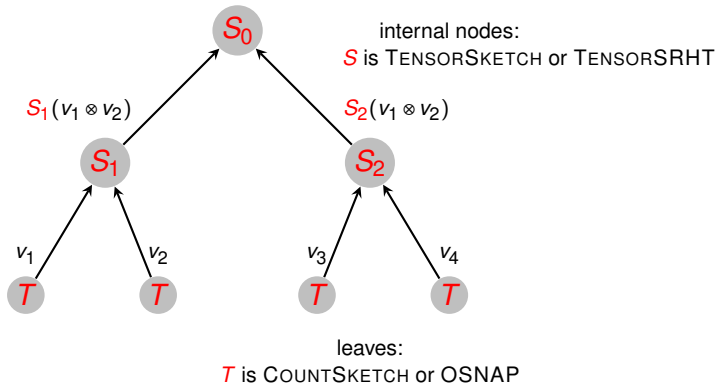 S₀
internal nodes:
S is TENSORSKETCH or TENSORSRHT
S₁(v₁ ⊗ v₂)
S₂(v₁ ⊗ v₂)
S₁
S₂
v₁
v₂
v₃
v₄
T
T
T
T
leaves:
T is COUNTSKETCH or OSNAP